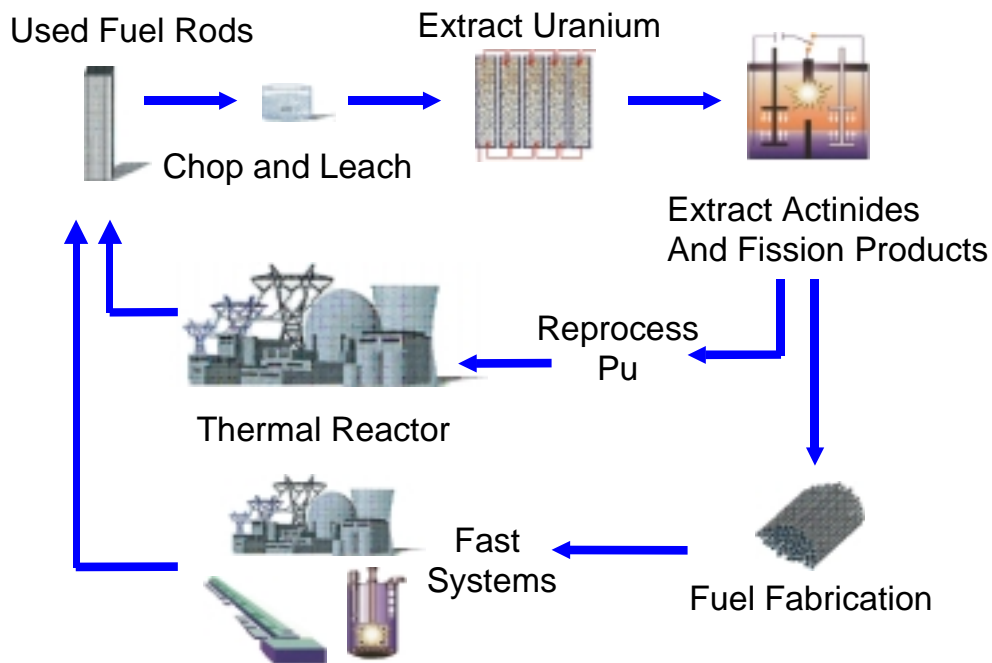 Used Fuel Rods
Extract Uranium
Chop and Leach
Extract Actinides
And Fission Products
Reprocess
Pu
Thermal Reactor
Fast
Systems
Fuel Fabrication